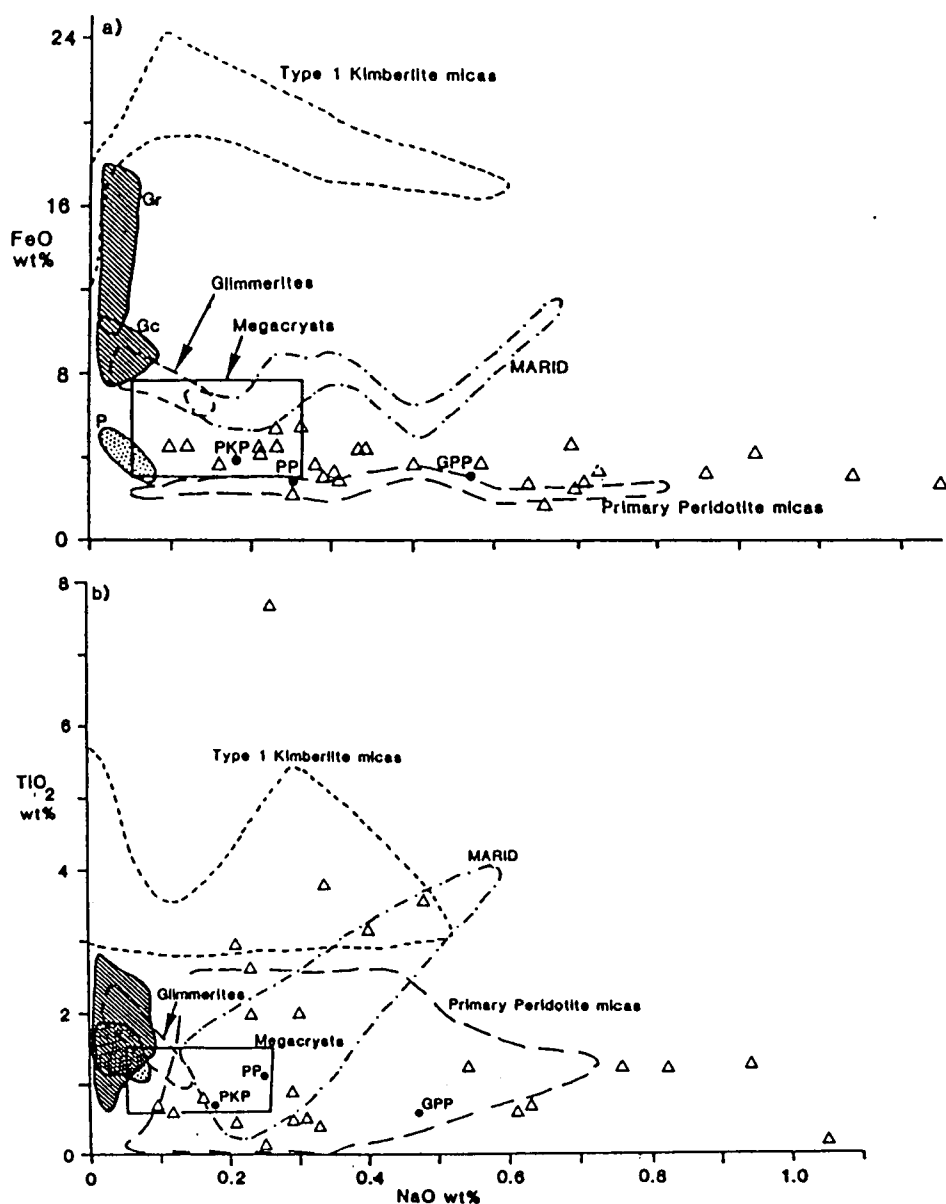 a)
24
Type 1 Kimberlite micas
16
Gr
FeO
wt%
Glimmerites
Gc
Megacrysts
8
MARID
P
PKP
PP
GPP
Primary Peridotite micas
0
b)
8
6
Type 1 Kimberlite micas
TiO2
wt%
MARID
4
Glimmerites
Primary Peridotite micas
2
Megacrysts
PP
PKP
GPP
0
0.2
0.4
0.6
0.8
1.0
NaO wt%